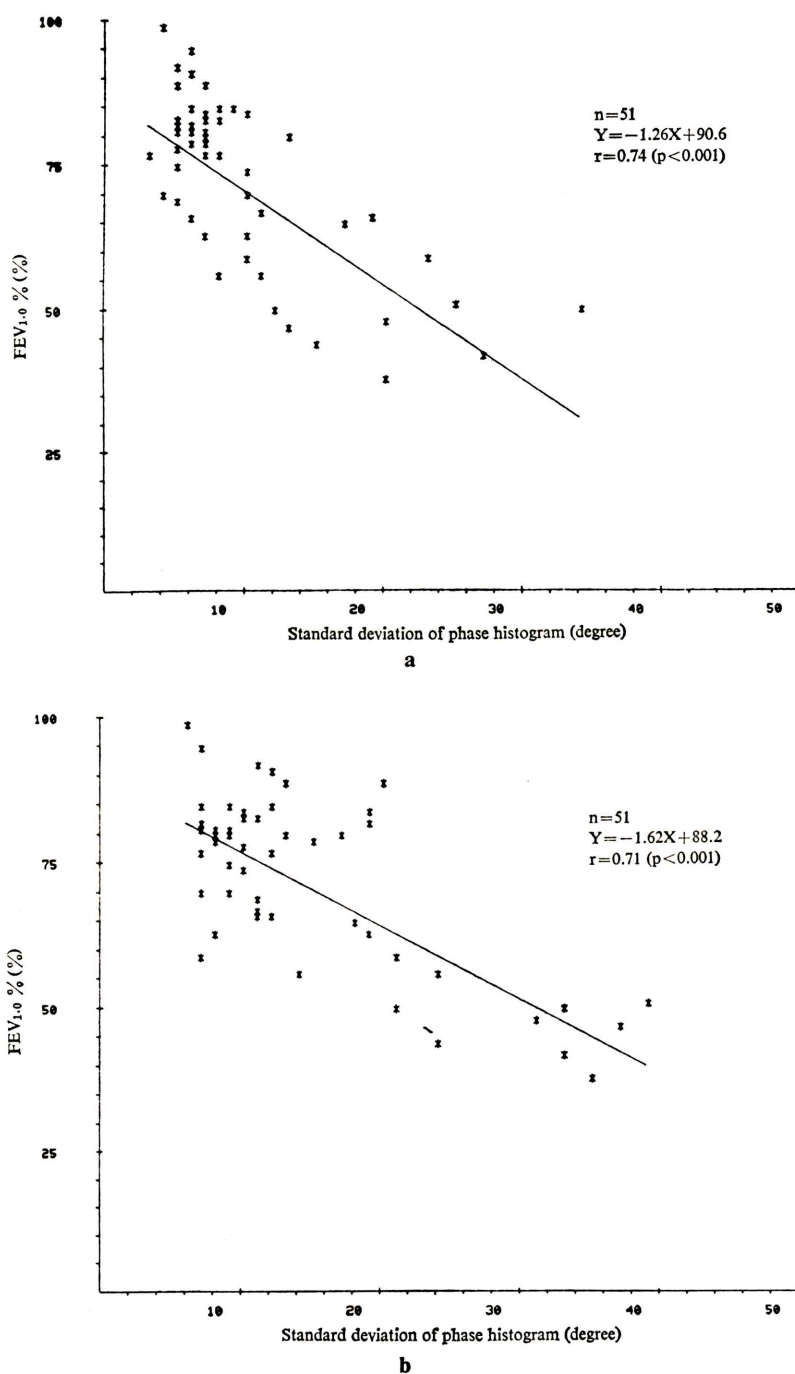 100
n=51
Y=−1.26X+90.6
r=0.74 (p<0.001)
75
FEV1·0 % (%)
50
25
10 20 30 40 50
Standard deviation of phase histogram (degree)
a
100
n=51
Y=−1.62X+88.2
r=0.71 (p<0.001)
75
FEV1·0 % (%)
50
25
10 20 30 40 50
Standard deviation of phase histogram (degree)
b